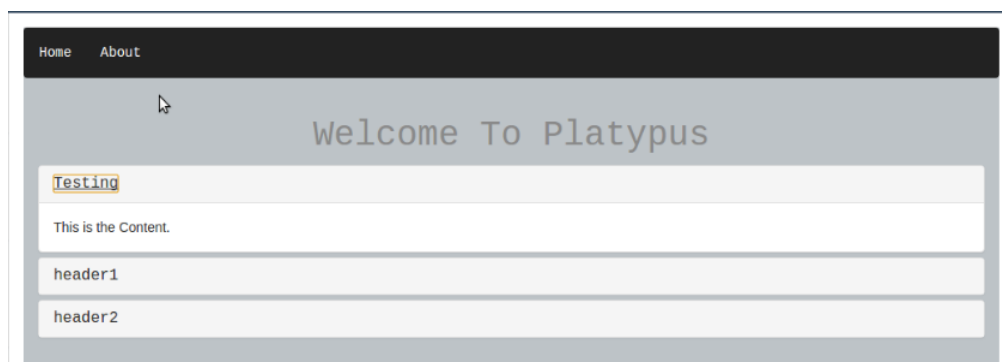 Home About
Welcome To Platypus
Testing
This is the Content.
header1
header2